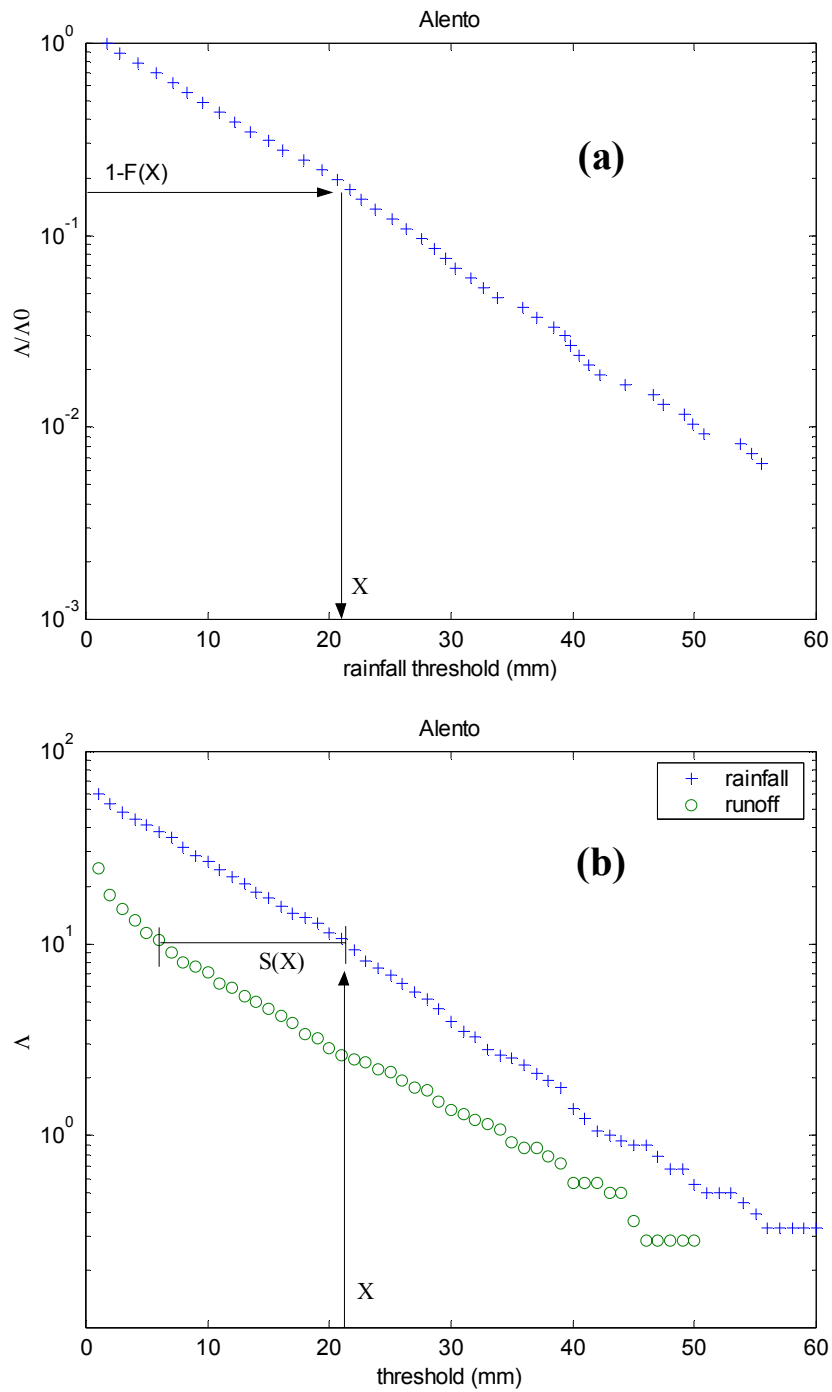 Alento
10^0
(a)
1-F(X)
10^-1
Λ/Λ0
10^-2
X
10^-3
0 10 20 30 40 50 60
rainfall threshold (mm)
Alento
10^2
rainfall
runoff
(b)
10^1
S(X)
Λ
10^0
X
0 10 20 30 40 50 60
threshold (mm)